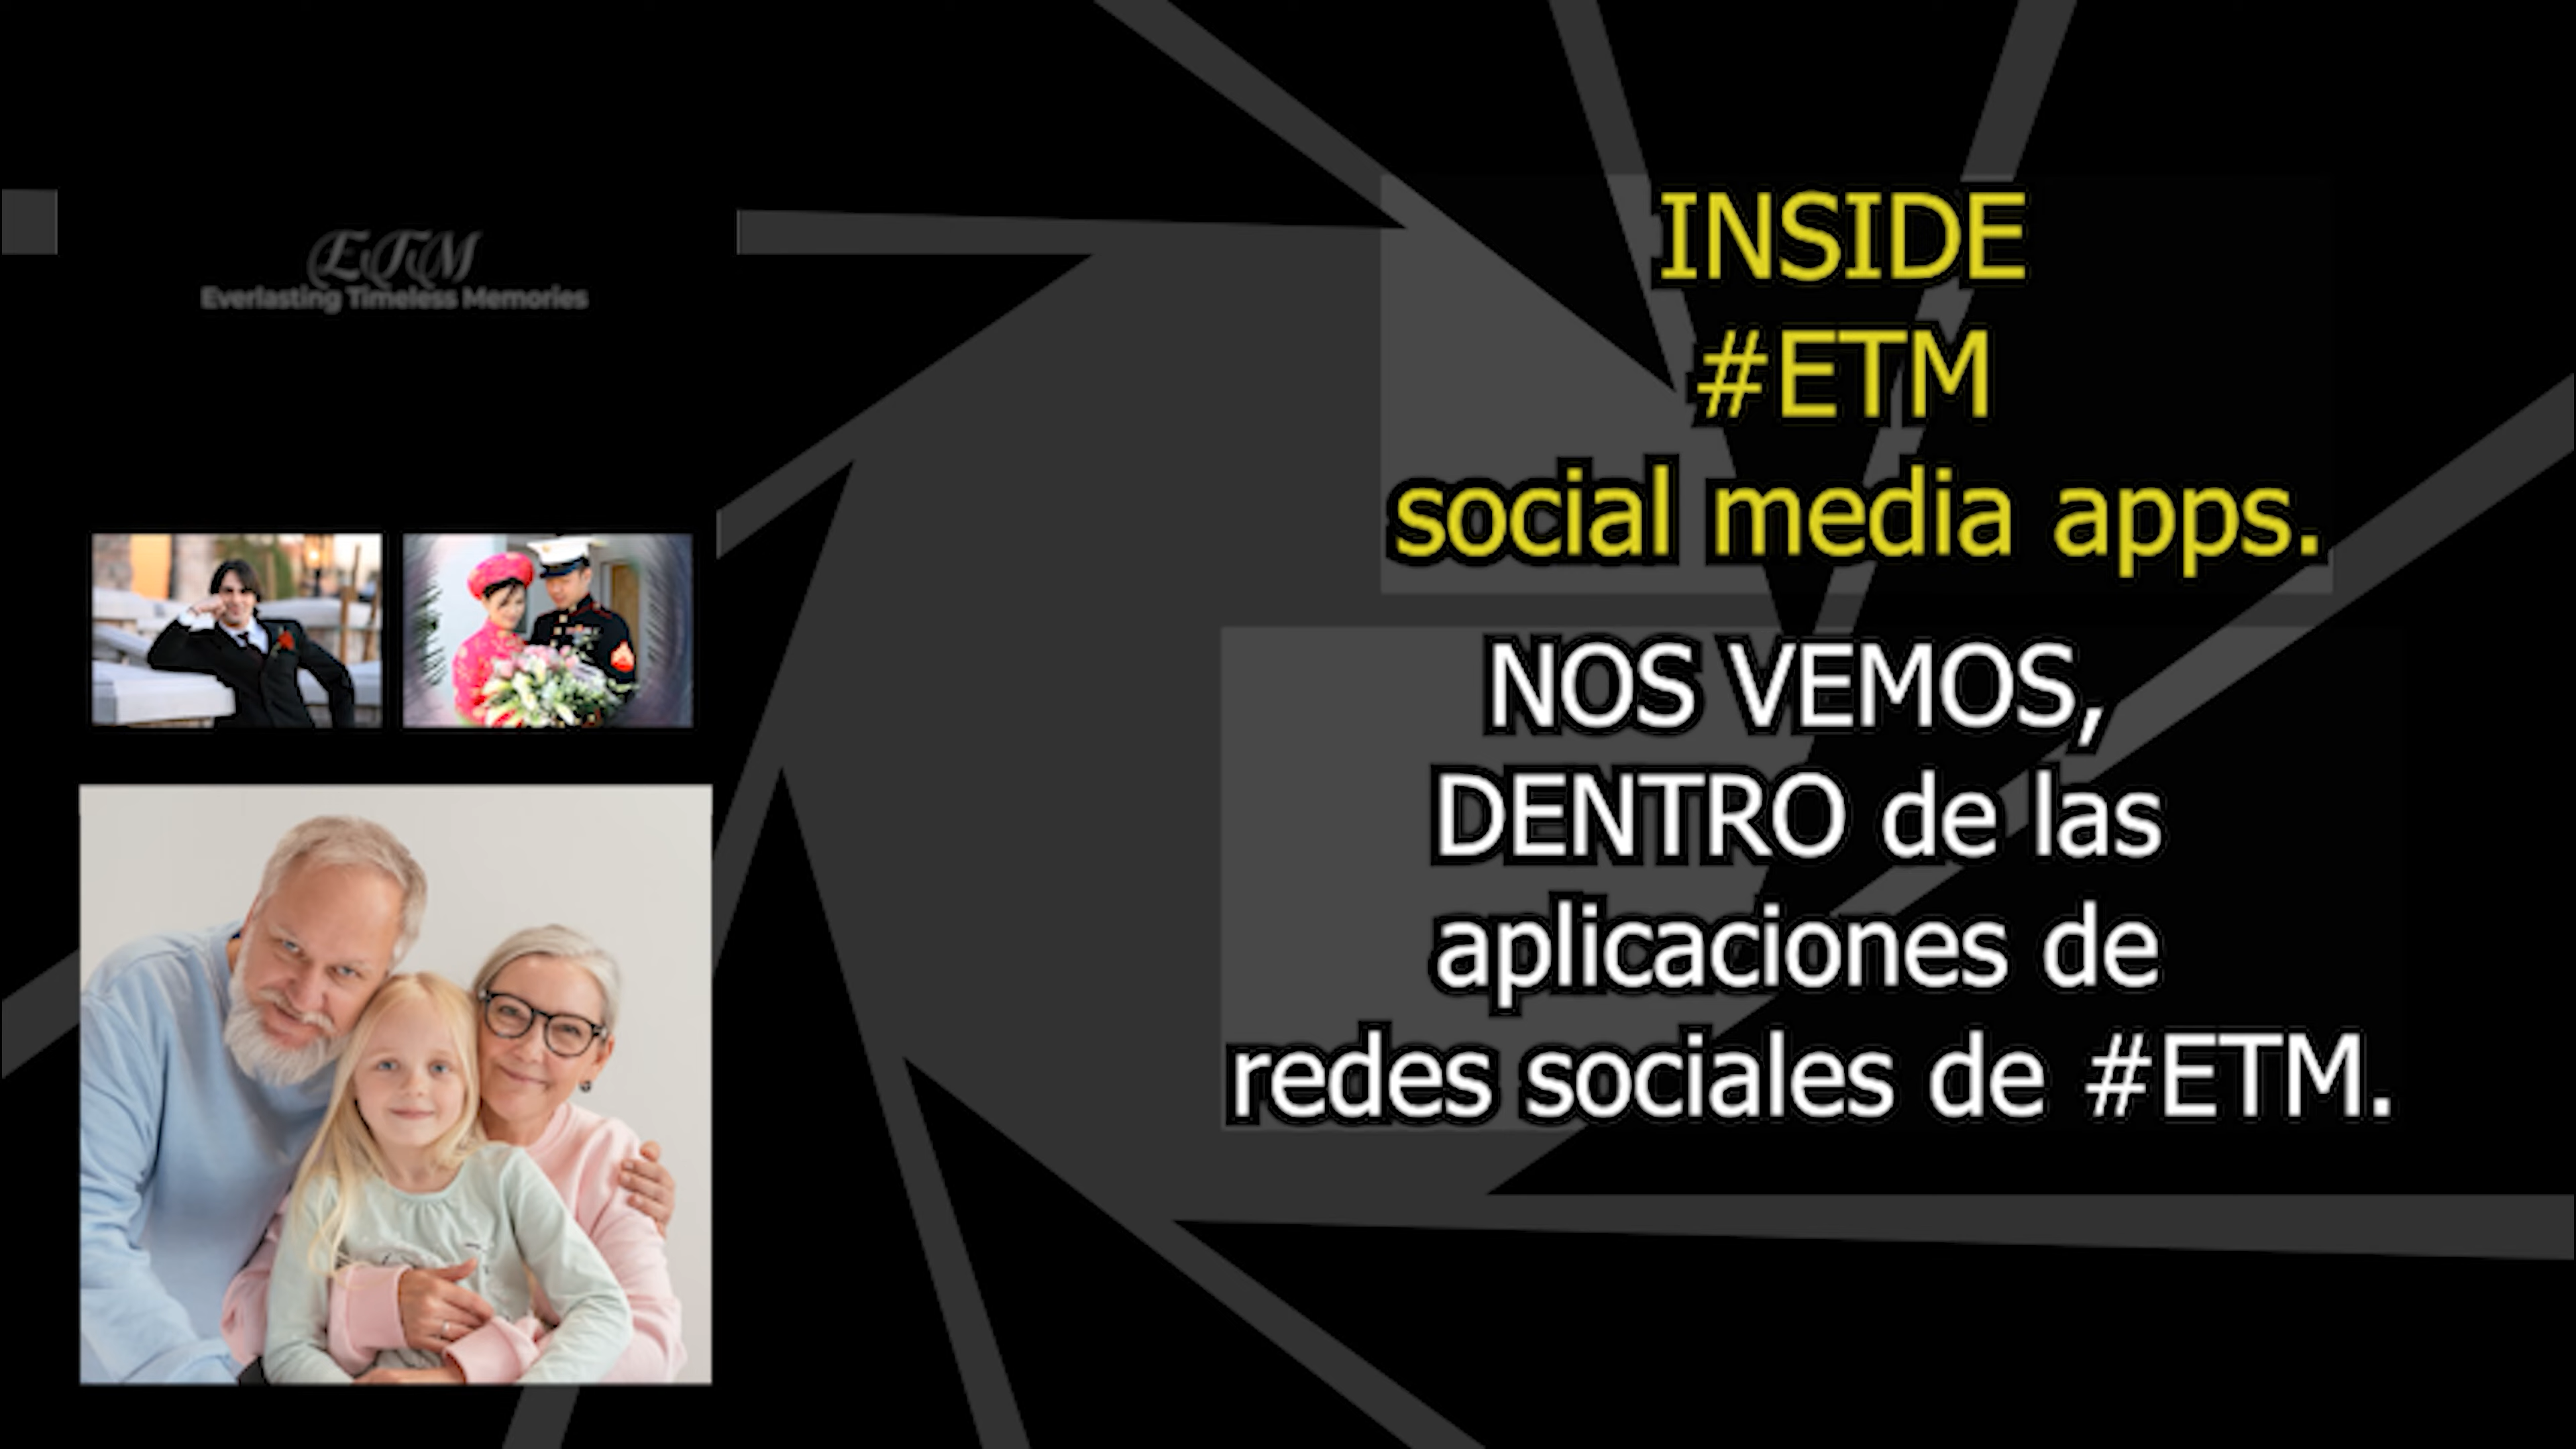 ETM
Everlasting Timeless Memories
INSIDE
#ETM
social media apps.
NOS VEMOS,
DENTRO de las
aplicaciones de
redes sociales de #ETM.